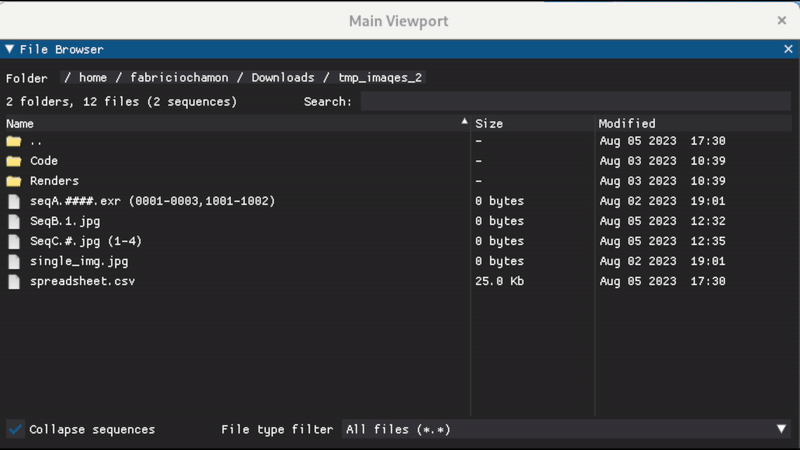 Main Viewport
File Browser
Folder / home / fabriciochamon / Downloads / tmp_images_2
2 folders, 12 files (2 sequences) Search:
Name Size Modified
.. - Aug 05 2023 17:30
Code - Aug 03 2023 10:39
Renders - Aug 03 2023 10:39
seqA.####.exr (0001-0003,1001-1002) 0 bytes Aug 02 2023 19:01
SeqB.1.jpg 0 bytes Aug 05 2023 12:32
SeqC.#.jpg (1-4) 0 bytes Aug 05 2023 12:35
single_img.jpg 0 bytes Aug 02 2023 19:01
spreadsheet.csv 25.0 Kb Aug 05 2023 17:30
Collapse sequences File type filter All files (*.*)